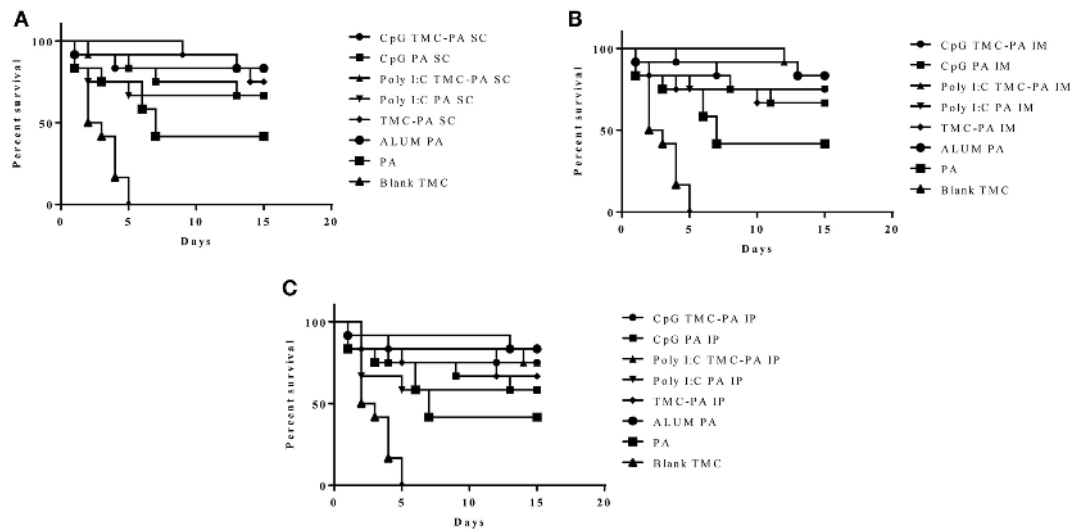 A
Percent survival
100
50
0
0 5 10 15 20
Days
CpG TMC-PA SC
CpG PA SC
Poly I:C TMC-PA SC
Poly I:C PA SC
TMC-PA SC
ALUM PA
PA
Blank TMC
B
Percent survival
100
50
0
0 5 10 15 20
Days
CpG TMC-PA IM
CpG PA IM
Poly I:C TMC-PA IM
Poly I:C PA IM
TMC-PA IM
ALUM PA
PA
Blank TMC
C
Percent survival
100
50
0
0 5 10 15 20
Days
CpG TMC-PA IP
CpG PA IP
Poly I:C TMC-PA IP
Poly I:C PA IP
TMC-PA IP
ALUM PA
PA
Blank TMC